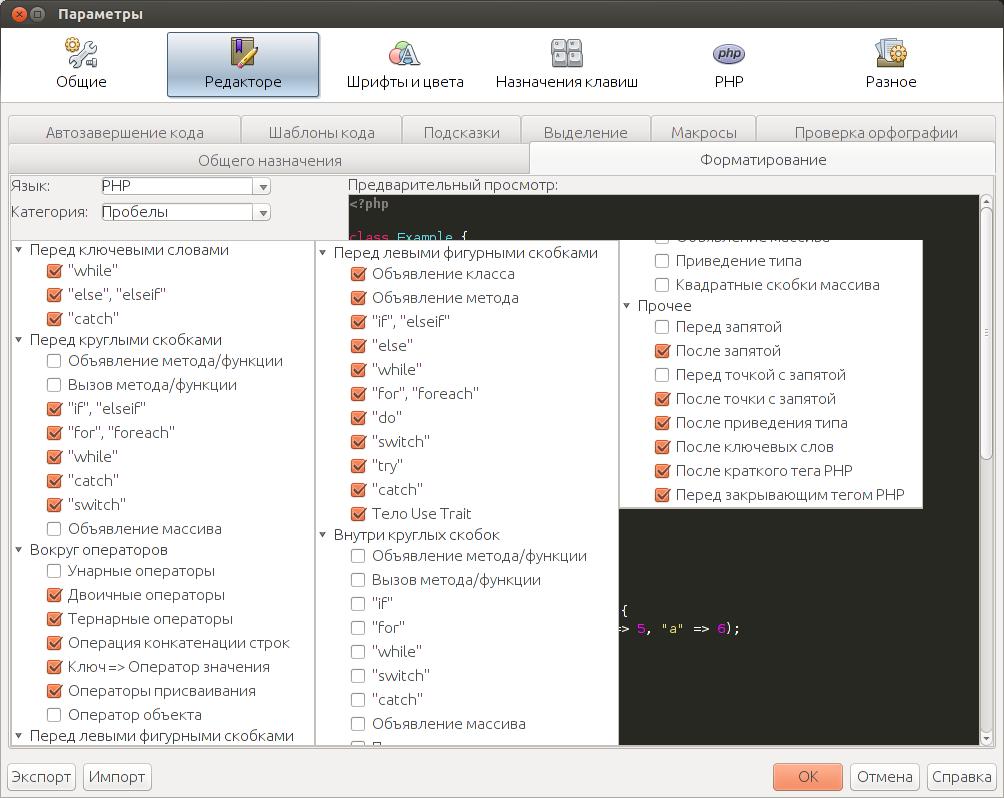 Параметры
Общие
Редакторе
Шрифты и цвета
Назначения клавиш
php
PHP
Разное
Автозавершение кода
Шаблоны кода
Подсказки
Выделение
Макросы
Проверка орфографии
Общего назначения
Форматирование
Язык:
PHP
Категория:
Пробелы
Предварительный просмотр:
<?php
class Example {
Перед ключевыми словами
"while"
"else", "elseif"
"catch"
Перед круглыми скобками
Объявление метода/функции
Вызов метода/функции
"if", "elseif"
"for", "foreach"
"while"
"catch"
"switch"
Объявление массива
Вокруг операторов
Унарные операторы
Двоичные операторы
Тернарные операторы
Операция конкатенации строк
Ключ => Оператор значения
Операторы присваивания
Оператор объекта
Перед левыми фигурными скобками
Перед левыми фигурными скобками
Объявление класса
Объявление метода
"if", "elseif"
"else"
"while"
"for", "foreach"
"do"
"switch"
"try"
"catch"
Тело Use Trait
Внутри круглых скобок
Объявление метода/функции
Вызов метода/функции
"if"
"for"
"while"
"switch"
"catch"
Объявление массива
Объявление массива
Приведение типа
Квадратные скобки массива
Прочее
Перед запятой
После запятой
Перед точкой с запятой
После точки с запятой
После приведения типа
После ключевых слов
После краткого тега PHP
Перед закрывающим тегом PHP
{
=> 5, "a" => 6);
Экспорт
Импорт
OK
Отмена
Справка